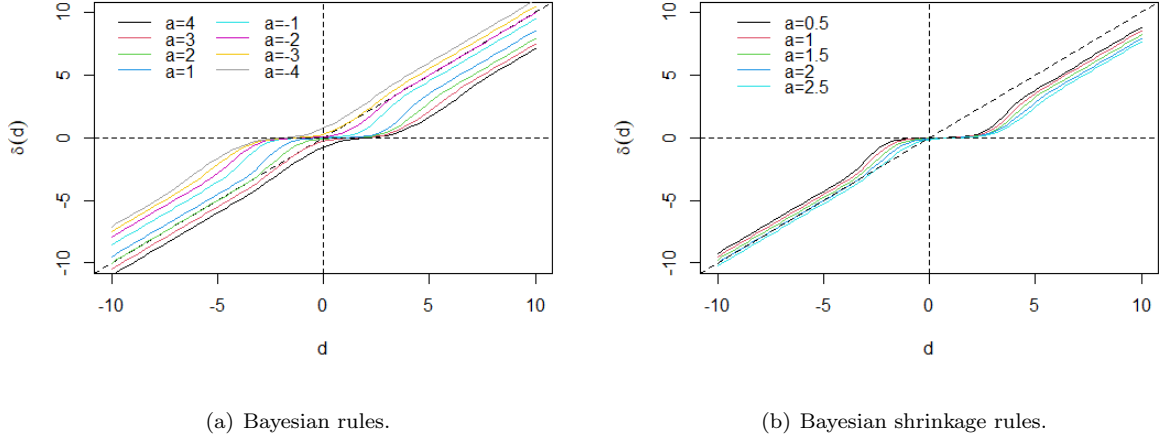 10
5
0
-5
-10
δ(d)
a=4
a=3
a=2
a=1
a=-1
a=-2
a=-3
a=-4
-10 -5 0 5 10
d
(a) Bayesian rules.
10
5
0
-5
-10
δ(d)
a=0.5
a=1
a=1.5
a=2
a=2.5
-10 -5 0 5 10
d
(b) Bayesian shrinkage rules.